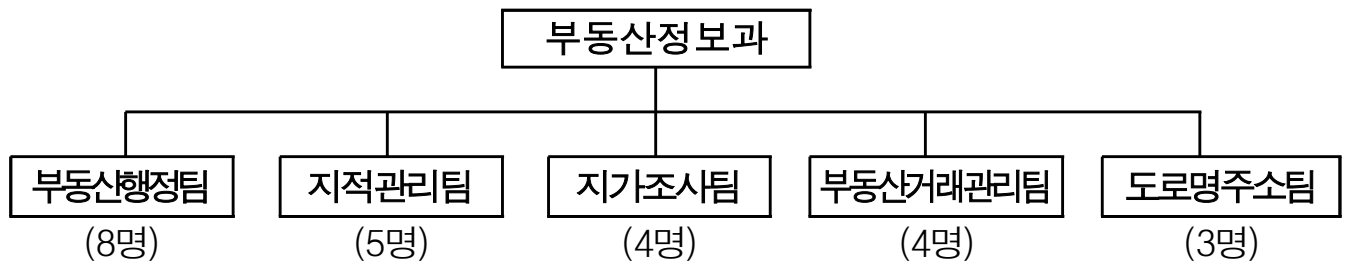 부동산정보과
부동산행정팀 지적관리팀 지가조사팀 부동산거래관리팀 도로명주소팀
(8명) (5명) (4명) (4명) (3명)